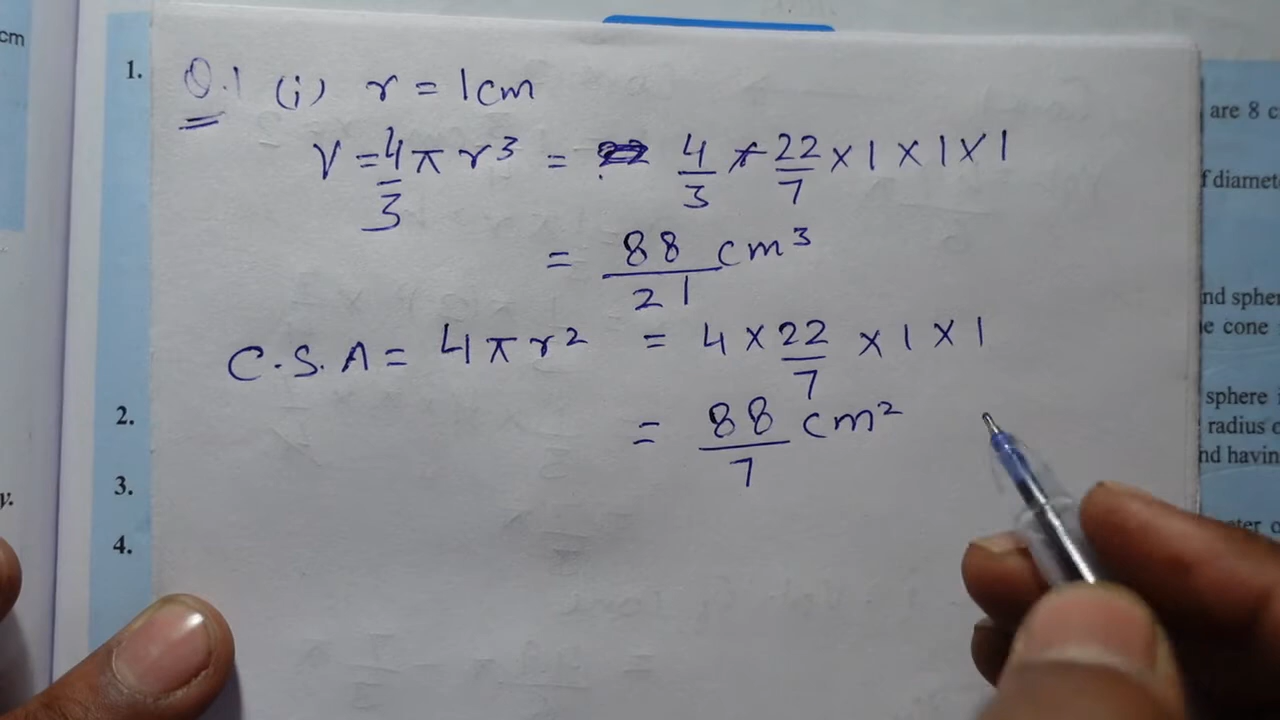 cm
1.
Q.1 (i) r = 1cm
V = 4/3 π r³ = 4/3 × 22/7 × 1 × 1 × 1
= 88/21 cm³
C.S.A = 4πr² = 4 × 22/7 × 1 × 1
= 88/7 cm²
2.
3.
4.
y.
are 8 c
f diamet
nd spher
e cone
sphere
radius
nd havin